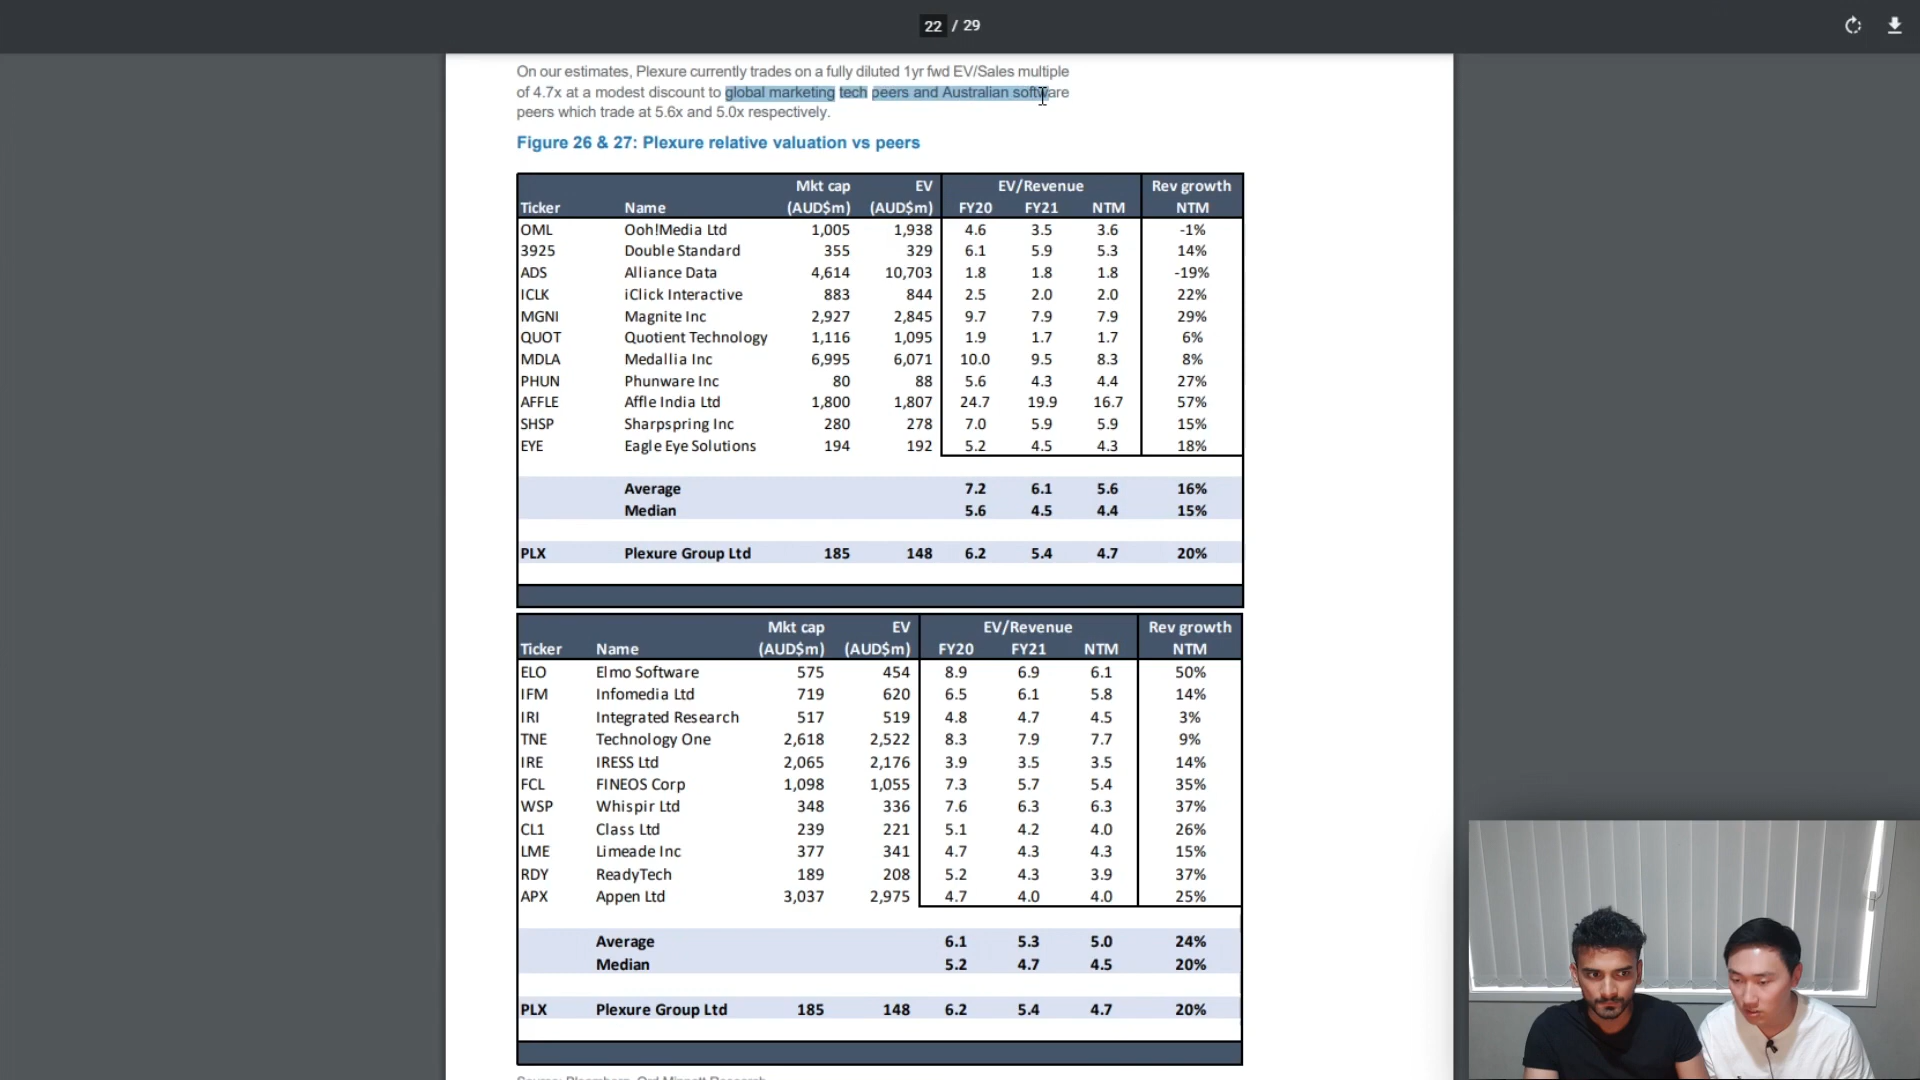 22 / 29
On our estimates, Plexure currently trades on a fully diluted 1yr fwd EV/Sales multiple
of 4.7x at a modest discount to global marketing tech peers and Australian software
peers which trade at 5.6x and 5.0x respectively.
Figure 26 & 27: Plexure relative valuation vs peers
Mkt cap EV EV/Revenue Rev growth
Ticker Name (AUD$m) (AUD$m) FY20 FY21 NTM NTM
OML Ooh!Media Ltd 1,005 1,938 4.6 3.5 3.6 -1%
3925 Double Standard 355 329 6.1 5.9 5.3 14%
ADS Alliance Data 4,614 10,703 1.8 1.8 1.8 -19%
ICLK iClick Interactive 883 844 2.5 2.0 2.0 22%
MGNI Magnite Inc 2,927 2,845 9.7 7.9 7.9 29%
QUOT Quotient Technology 1,116 1,095 1.9 1.7 1.7 6%
MDLA Medallia Inc 6,995 6,071 10.0 9.5 8.3 8%
PHUN Phunware Inc 80 88 5.6 4.3 4.4 27%
AFFLE Affle India Ltd 1,800 1,807 24.7 19.9 16.7 57%
SHSP Sharpspring Inc 280 278 7.0 5.9 5.9 15%
EYE Eagle Eye Solutions 194 192 5.2 4.5 4.3 18%
Average 7.2 6.1 5.6 16%
Median 5.6 4.5 4.4 15%
PLX Plexure Group Ltd 185 148 6.2 5.4 4.7 20%
Mkt cap EV EV/Revenue Rev growth
Ticker Name (AUD$m) (AUD$m) FY20 FY21 NTM NTM
ELO Elmo Software 575 454 8.9 6.9 6.1 50%
IFM Infomedia Ltd 719 620 6.5 6.1 5.8 14%
IRI Integrated Research 517 519 4.8 4.7 4.5 3%
TNE Technology One 2,618 2,522 8.3 7.9 7.7 9%
IRE IRESS Ltd 2,065 2,176 3.9 3.5 3.5 14%
FCL FINEOS Corp 1,098 1,055 7.3 5.7 5.4 35%
WSP Whispir Ltd 348 336 7.6 6.3 6.3 37%
CL1 Class Ltd 239 221 5.1 4.2 4.0 26%
LME Limeade Inc 377 341 4.7 4.3 4.3 15%
RDY ReadyTech 189 208 5.2 4.3 3.9 37%
APX Appen Ltd 3,037 2,975 4.7 4.0 4.0 25%
Average 6.1 5.3 5.0 24%
Median 5.2 4.7 4.5 20%
PLX Plexure Group Ltd 185 148 6.2 5.4 4.7 20%